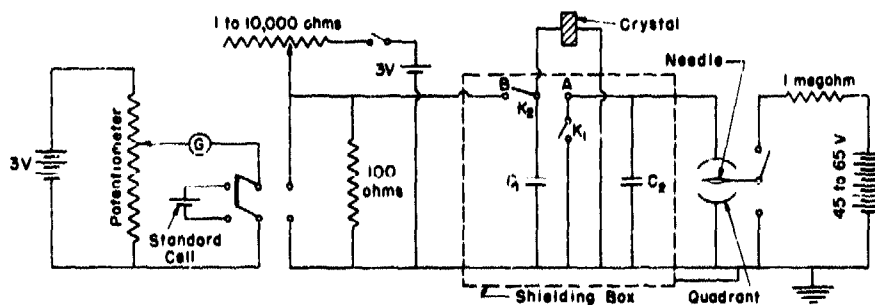 1 to 10,000 ohms
Crystal
3V
Needle
1 megohm
B
A
K2
K1
Potentiometer
G
3V
100 ohms
C1
C2
45 to 65 V
Standard
Cell
Shielding Box
Quadrant